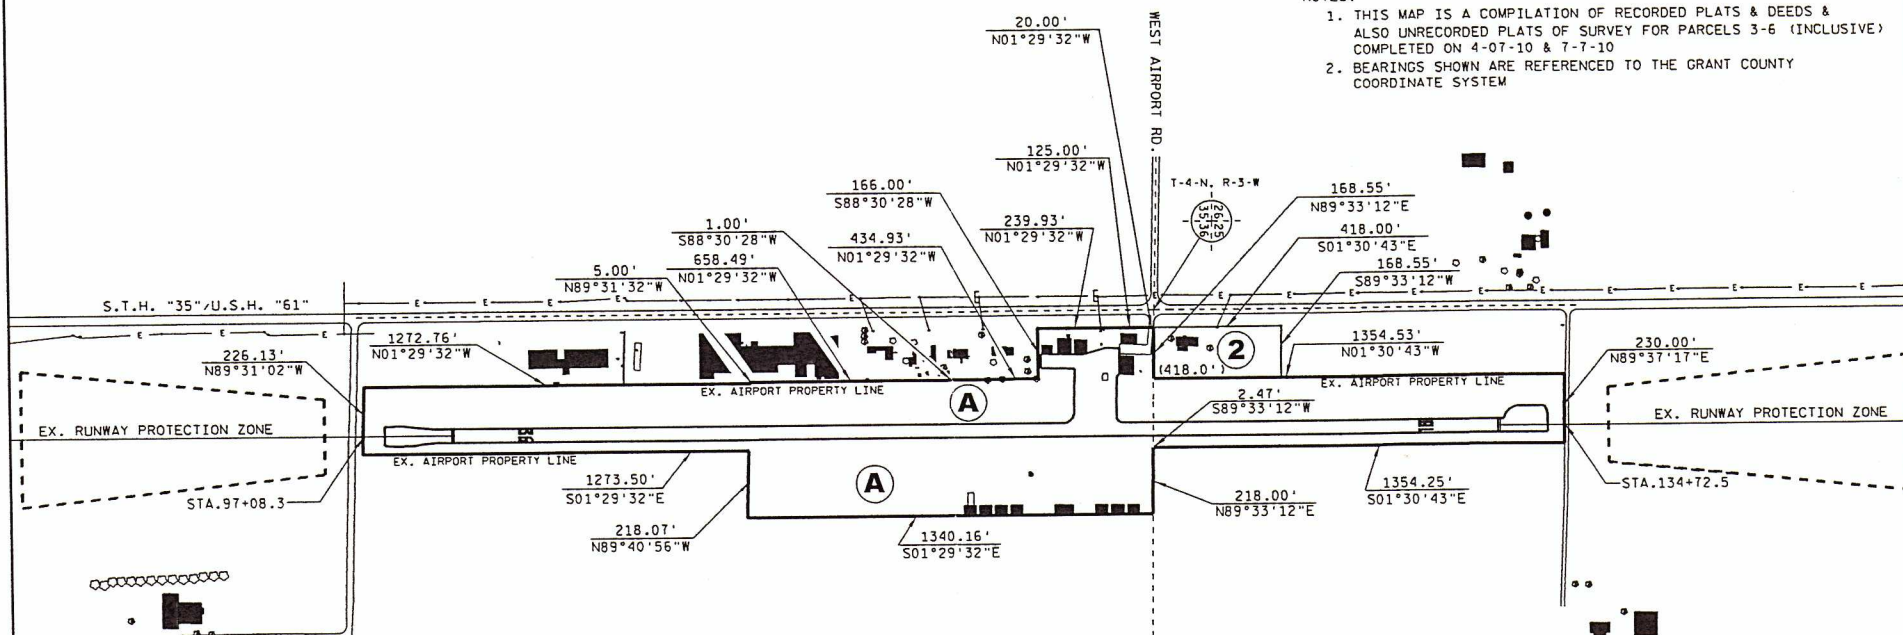 1. THIS MAP IS A COMPILATION OF RECORDED PLATS & DEEDS &
ALSO UNRECORDED PLATS OF SURVEY FOR PARCELS 3-6 (INCLUSIVE)
COMPLETED ON 4-07-10 & 7-7-10
2. BEARINGS SHOWN ARE REFERENCED TO THE GRANT COUNTY
COORDINATE SYSTEM
20.00'
N01°29'32"W
WEST AIRPORT RD.
125.00'
N01°29'32"W
T-4-N, R-3-W
26 25
35 36
166.00'
S88°30'28"W
168.55'
N89°33'12"E
1.00'
S88°30'28"W
239.93'
N01°29'32"W
418.00'
S01°30'43"E
434.93'
N01°29'32"W
658.49'
N01°29'32"W
168.55'
S89°33'12"W
5.00'
N89°31'32"W
S.T.H. "35"/U.S.H. "61"
E E E E E E E E E E E E E E E E
E E E E
1272.76'
N01°29'32"W
1354.53'
N01°30'43"W
226.13'
N89°31'02"W
230.00'
N89°37'17"E
2
(418.0')
EX. AIRPORT PROPERTY LINE
EX. AIRPORT PROPERTY LINE
A
2.47'
S89°33'12"W
EX. RUNWAY PROTECTION ZONE
EX. RUNWAY PROTECTION ZONE
EX. AIRPORT PROPERTY LINE
1273.50'
S01°29'32"E
A
STA.97+08.3
1354.25'
S01°30'43"E
STA.134+72.5
218.00'
N89°33'12"E
218.07'
N89°40'56"W
1340.16'
S01°29'32"E